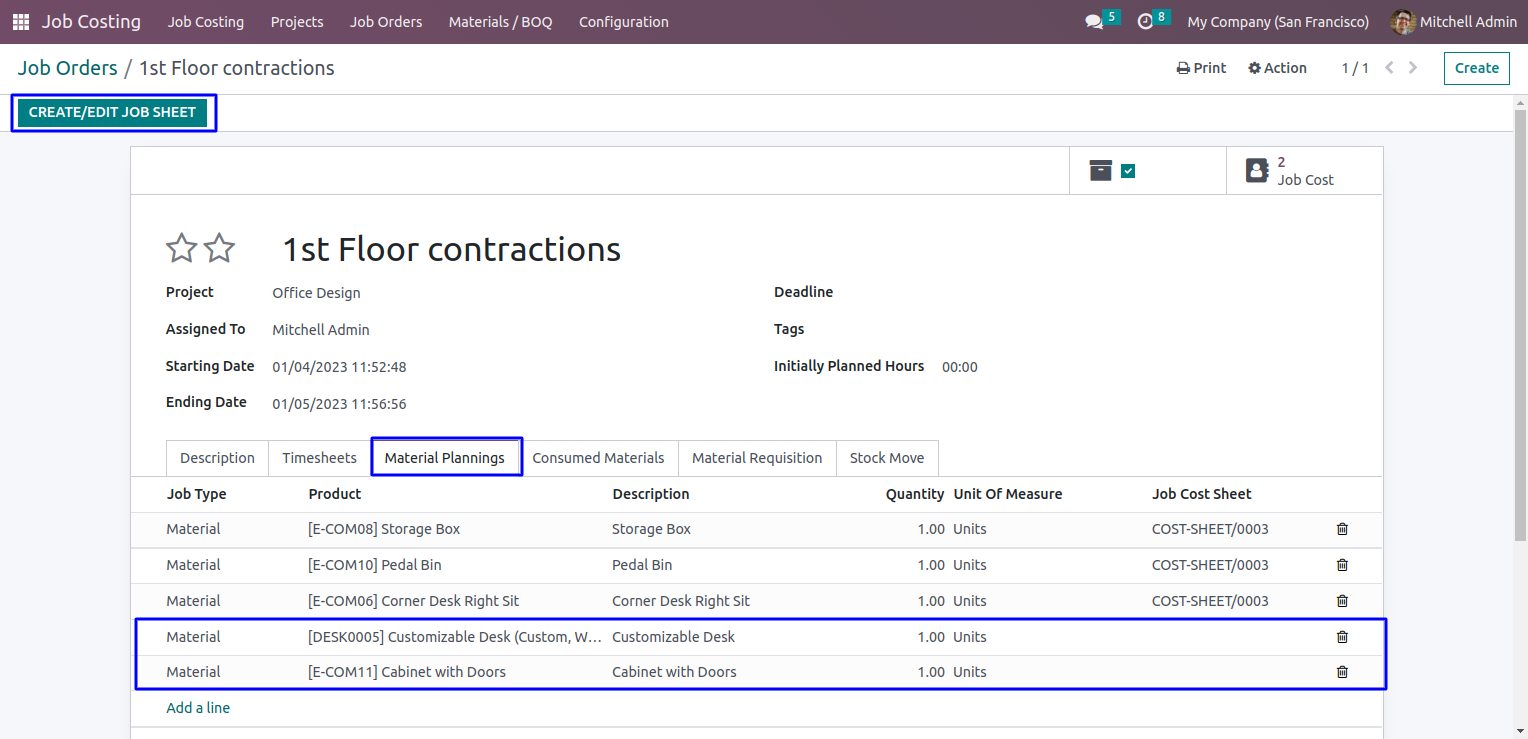 Job Costing Job Costing Projects Job Orders Materials / BOQ Configuration 5 8 My Company (San Francisco) Mitchell Admin
Job Orders / 1st Floor contractions Print Action 1 / 1 Create
CREATE/EDIT JOB SHEET
2
Job Cost
1st Floor contractions
Project Office Design Deadline
Assigned To Mitchell Admin Tags
Starting Date 01/04/2023 11:52:48 Initially Planned Hours 00:00
Ending Date 01/05/2023 11:56:56
Description Timesheets Material Plannings Consumed Materials Material Requisition Stock Move
Job Type Product Description Quantity Unit Of Measure Job Cost Sheet
Material [E-COM08] Storage Box Storage Box 1.00 Units COST-SHEET/0003
Material [E-COM10] Pedal Bin Pedal Bin 1.00 Units COST-SHEET/0003
Material [E-COM06] Corner Desk Right Sit Corner Desk Right Sit 1.00 Units COST-SHEET/0003
Material [DESK0005] Customizable Desk (Custom, W... Customizable Desk 1.00 Units
Material [E-COM11] Cabinet with Doors Cabinet with Doors 1.00 Units
Add a line